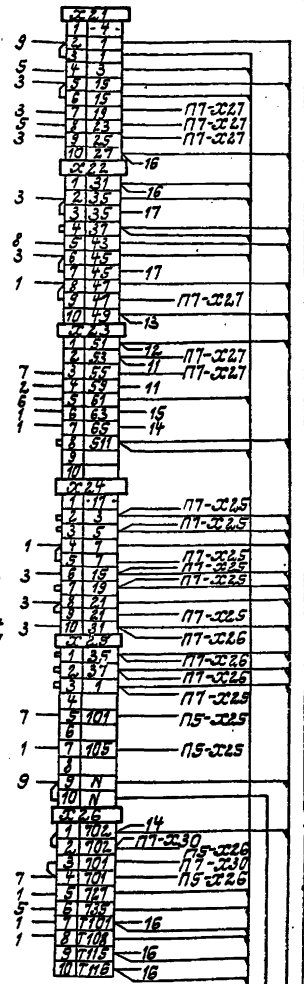 X21
1 -4-
9 2 1
3 1
5 4 3
3 5 15
6 15
3 7 19 П7-X27
5 8 23 П7-X27
3 9 25 П7-X27
10 27 16
X22
1 31 16
3 2 35
3 35 17
4 37
8 5 43
3 6 45
7 45 17
1 8 47
9 47 П7-X27
10 49 13
X23
1 51 12
2 53 П7-X27
11
7 3 55 П7-X27
2 4 59 11
6 5 61
1 6 63 15
1 7 65 14
8 511
9
10
X24
1 -17-
2 3 П7-X25
3 5 П7-X25
1 4 7
5 7 П7-X25
3 6 15 П7-X25
7 19 П7-X25
3 8 21
9 21 П7-X25
3 10 31 П7-X26
X25
1 35 П7-X26
2 37 П7-X26
3 1 П7-X25
4
7 5 101 П5-X25
6
1 7 105 П5-X25
8
9 9 N
10 N
X26
1 702 14
2 702 П7-X30
П5-X26
3 701 П7-X30
7 4 701 П5-X26
1 5 727
5 6 735
1 7 Т101 16
1 8 Т108
9 Т115 16
10 Т116 16